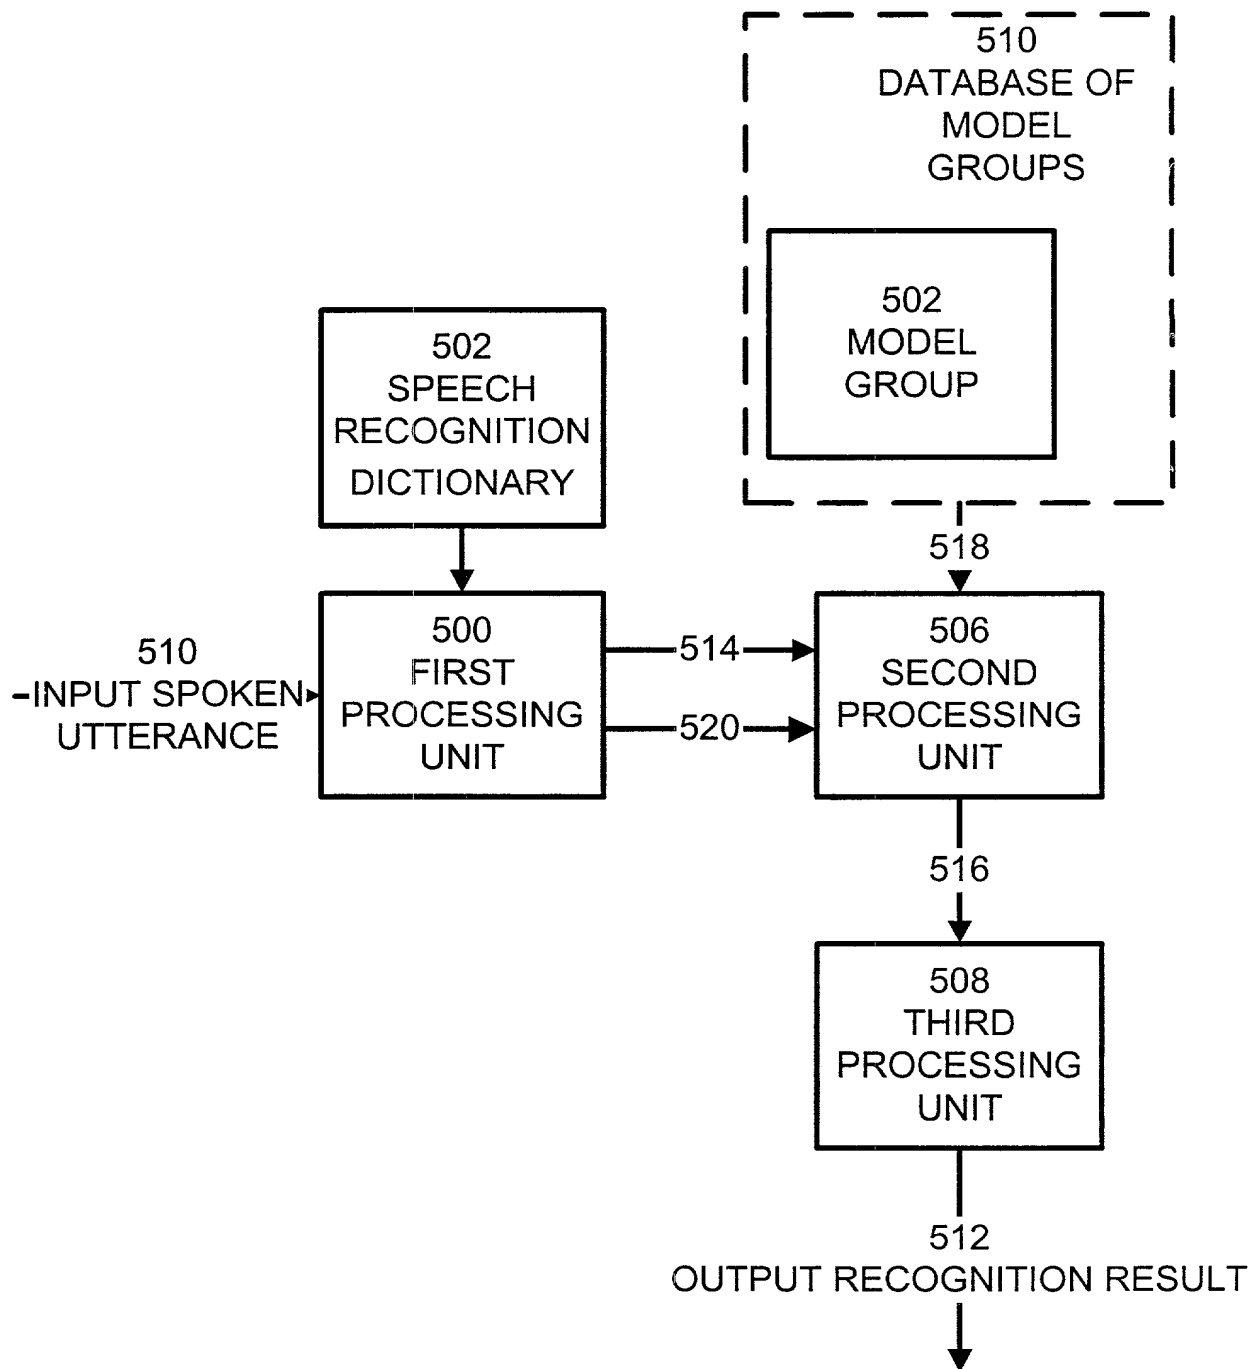 510
DATABASE OF
MODEL
GROUPS
502
MODEL
GROUP
502
SPEECH
RECOGNITION
DICTIONARY
518
510
INPUT SPOKEN
UTTERANCE
500
FIRST
PROCESSING
UNIT
514
520
506
SECOND
PROCESSING
UNIT
516
508
THIRD
PROCESSING
UNIT
512
OUTPUT RECOGNITION RESULT